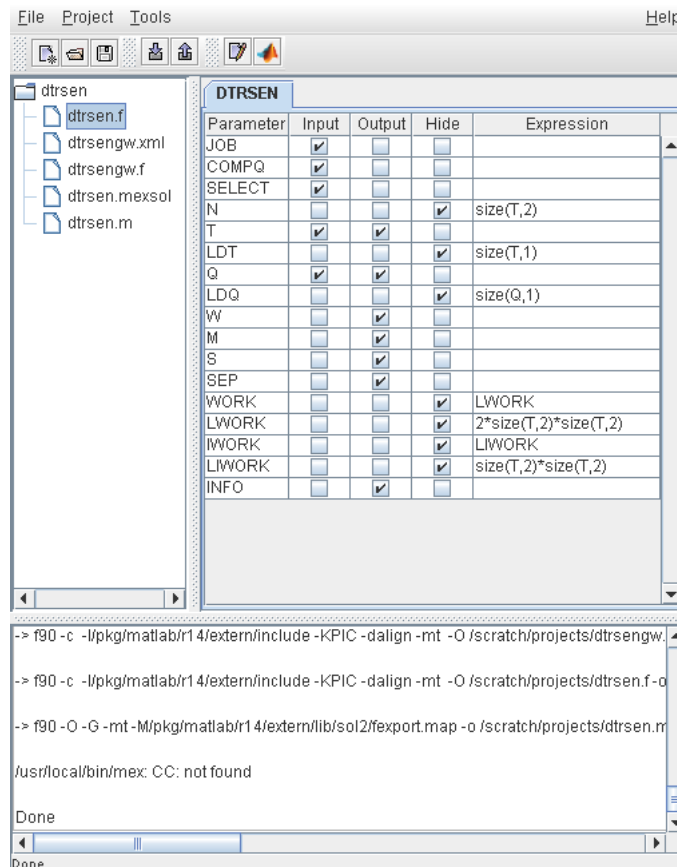 File Project Tools Help
dtrsen
dtrsen.f
dtrsengw.xml
dtrsengw.f
dtrsen.mexsol
dtrsen.m
DTRSEN
Parameter Input Output Hide Expression
JOB
COMPQ
SELECT
N size(T,2)
T
LDT size(T,1)
Q
LDQ size(Q,1)
W
M
S
SEP
WORK LWORK
LWORK 2*size(T,2)*size(T,2)
IWORK LIWORK
LIWORK size(T,2)*size(T,2)
INFO
-> f90 -c -I/pkg/matlab/r14/extern/include -KPIC -dalign -mt -O /scratch/projects/dtrsengw.
-> f90 -c -I/pkg/matlab/r14/extern/include -KPIC -dalign -mt -O /scratch/projects/dtrsen.f -o
-> f90 -O -G -mt -M/pkg/matlab/r14/extern/lib/sol2/fexport.map -o /scratch/projects/dtrsen.m
/usr/local/bin/mex: CC: not found
Done
Done